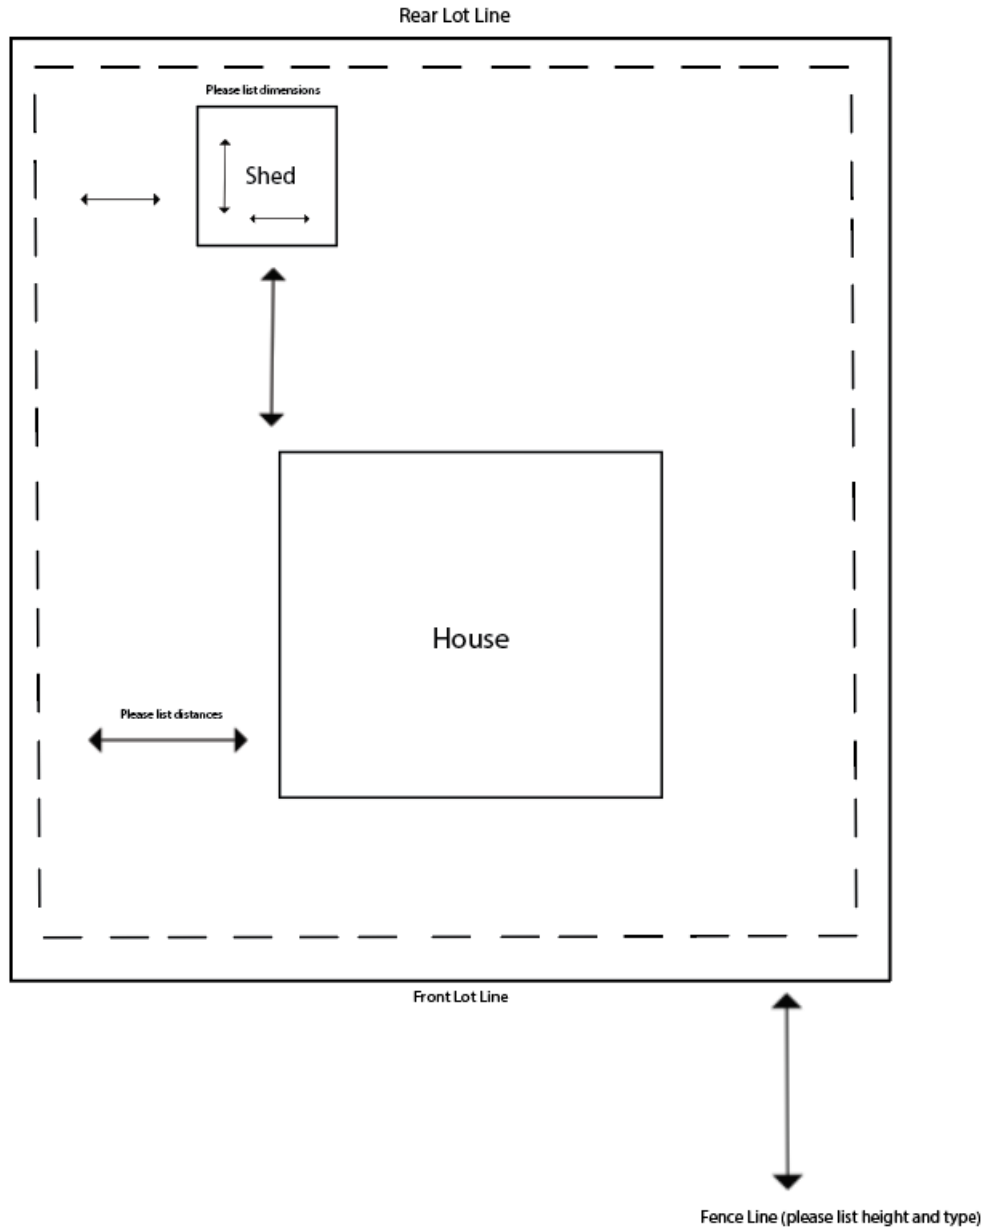 Rear Lot Line
Please list dimensions
Shed
House
Please list distances
Front Lot Line
Fence Line (please list height and type)